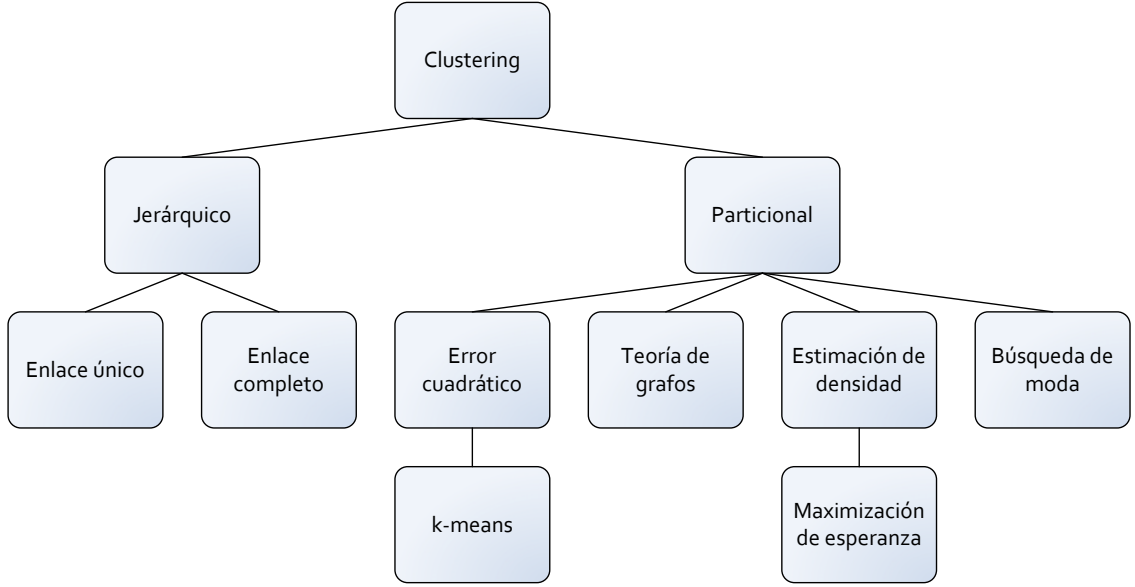 Clustering
Jerárquico
Particional
Enlace único
Enlace
completo
Error
cuadrático
Teoría de
grafos
Estimación de
densidad
Búsqueda de
moda
k-means
Maximización
de esperanza